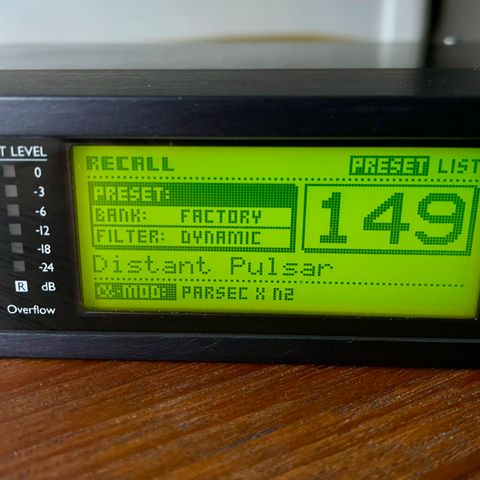 T LEVEL
0
-3
-6
-12
-18
-24
R dB
Overflow
RECALL PRESET LIST
PRESET:
BANK: FACTORY
FILTER: DYNAMIC
149
Distant Pulsar
PARSEC X N2